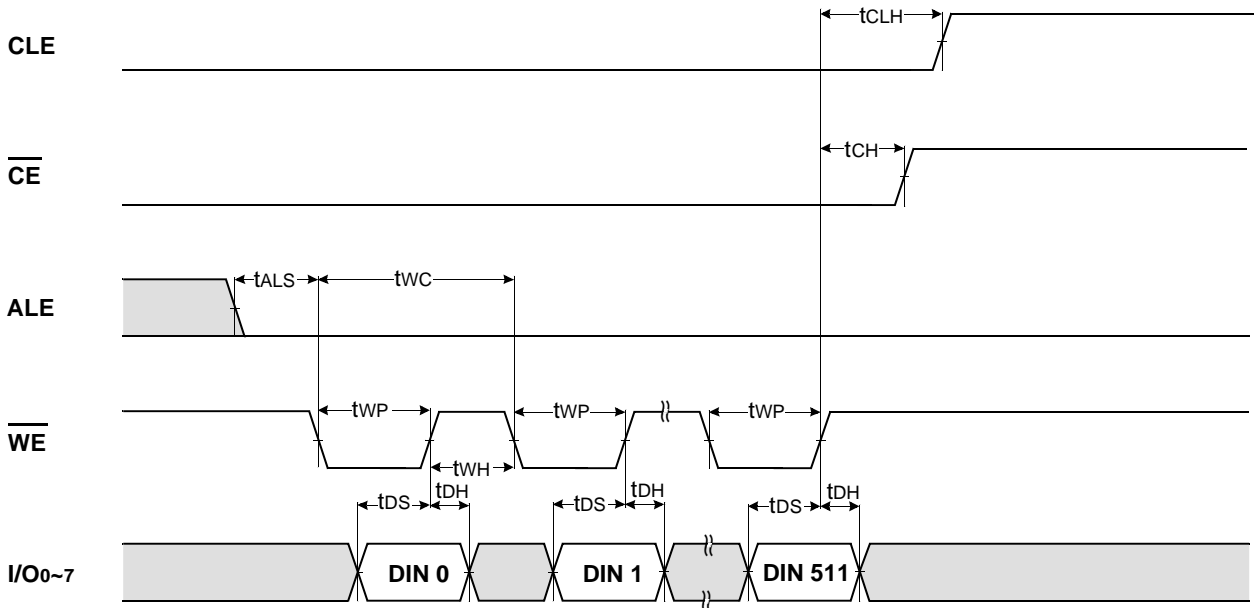 tCLH
CLE
tCH
CE
tALS
tWC
ALE
tWP
tWP
tWP
WE
tWH
tDS
tDH
tDS
tDH
tDS
tDH
I/O0~7
DIN 0
DIN 1
DIN 511